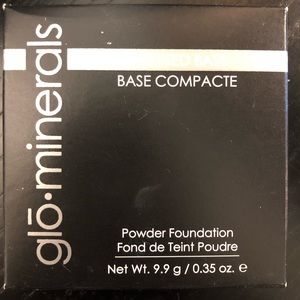 glō·minerals
BASE COMPACTE
Powder Foundation
Fond de Teint Poudre
Net Wt. 9.9 g / 0.35 oz. e